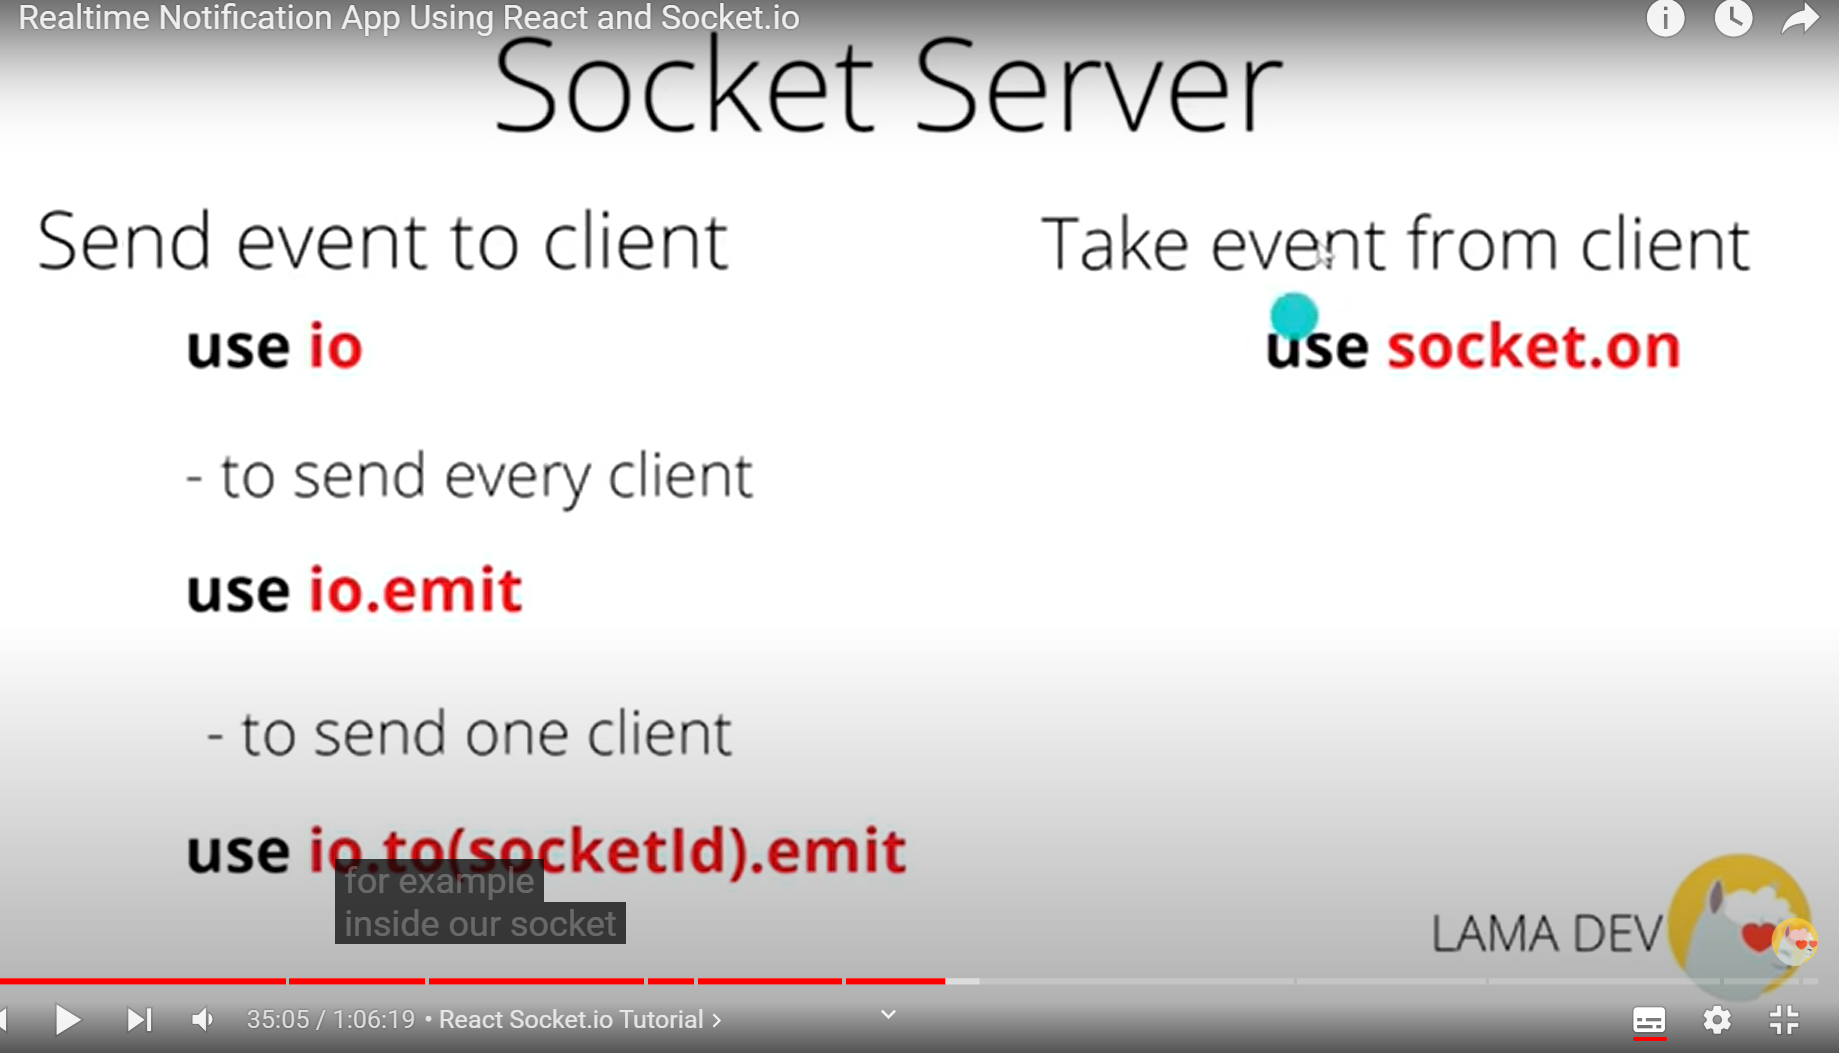 Realtime Notification App Using React and Socket.io
Socket Server
Send event to client
use io
- to send every client
use io.emit
- to send one client
use io.to(socketId).emit
Take event from client
use socket.on
for example
inside our socket
LAMA DEV
35:05 / 1:06:19 • React Socket.io Tutorial >